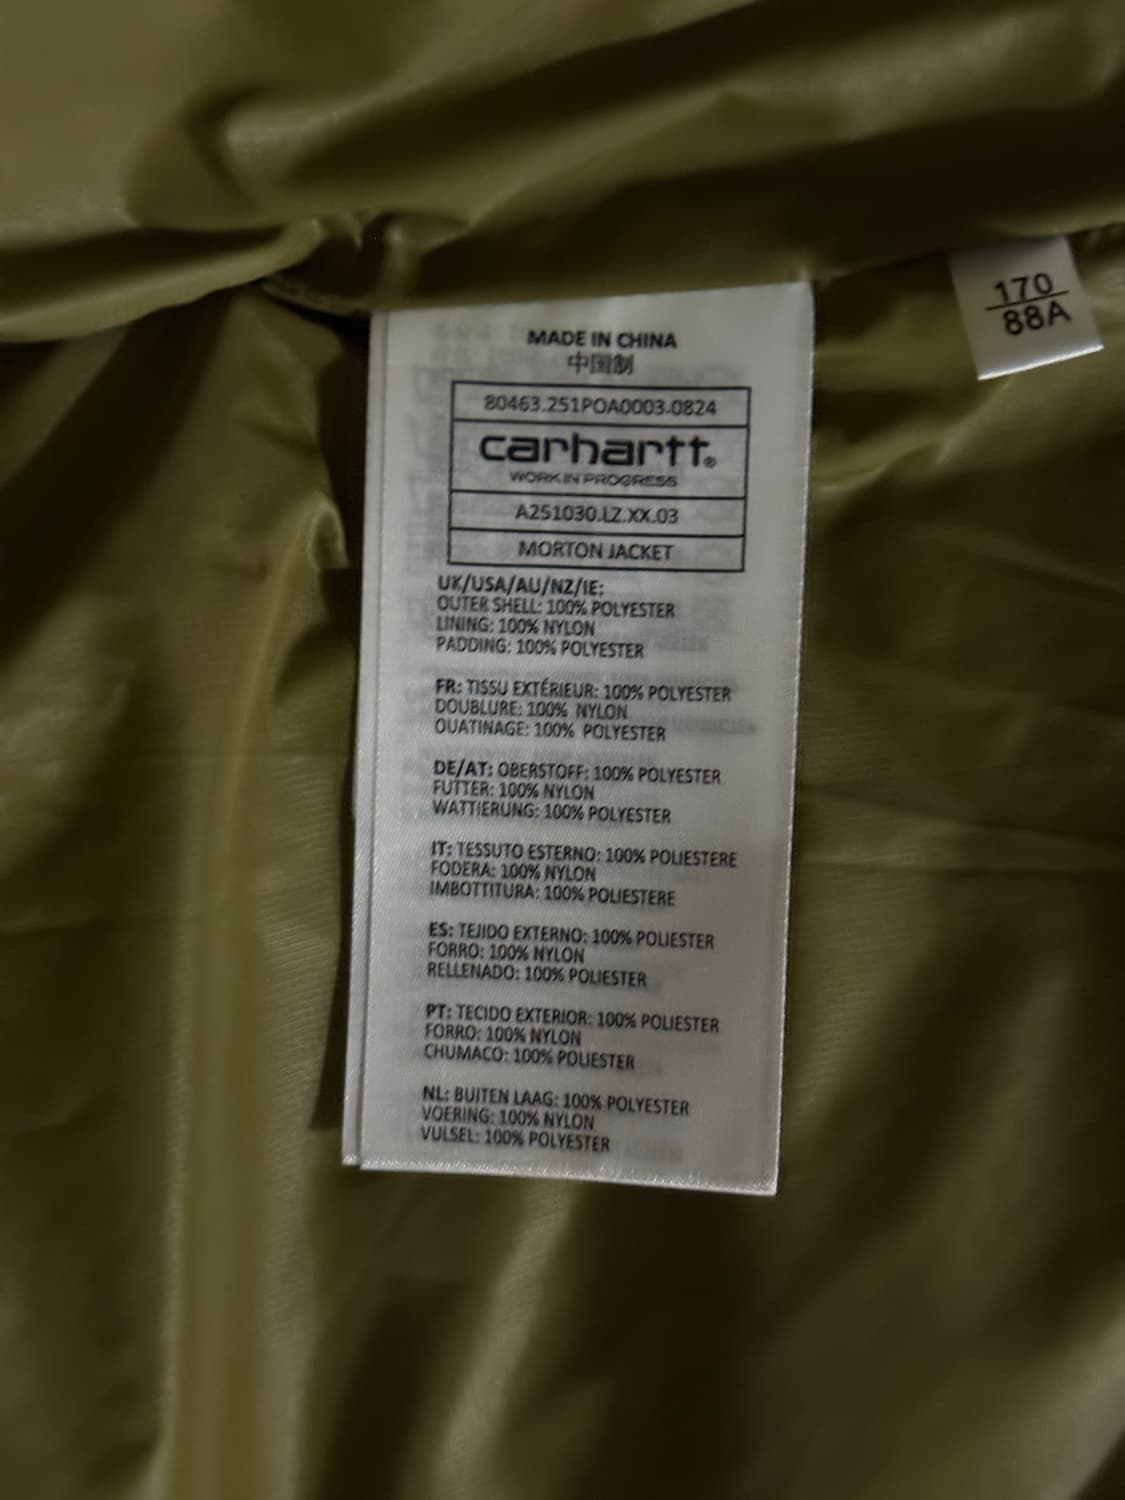 170
88A
MADE IN CHINA
中国制
80463.251POA0003-0824
carhartt®
WORK IN PROGRESS
A251030.LZ.XX.03
MORTON JACKET
UK/USA/AU/NZ/IE:
OUTER SHELL: 100% POLYESTER
LINING: 100% NYLON
PADDING: 100% POLYESTER
FR: TISSU EXTÉRIEUR: 100% POLYESTER
DOUBLURE: 100% NYLON
OUATINAGE: 100% POLYESTER
DE/AT: OBERSTOFF: 100% POLYESTER
FUTTER: 100% NYLON
WATTIERUNG: 100% POLYESTER
IT: TESSUTO ESTERNO: 100% POLIESTERE
FODERA: 100% NYLON
IMBOTTITURA: 100% POLIESTERE
ES: TEJIDO EXTERNO: 100% POLIESTER
FORRO: 100% NYLON
RELLENADO: 100% POLIESTER
PT: TECIDO EXTERIOR: 100% POLIESTER
FORRO: 100% NYLON
CHUMACO: 100% POLIESTER
NL: BUITEN LAAG: 100% POLYESTER
VOERING: 100% NYLON
VULSEL: 100% POLYESTER